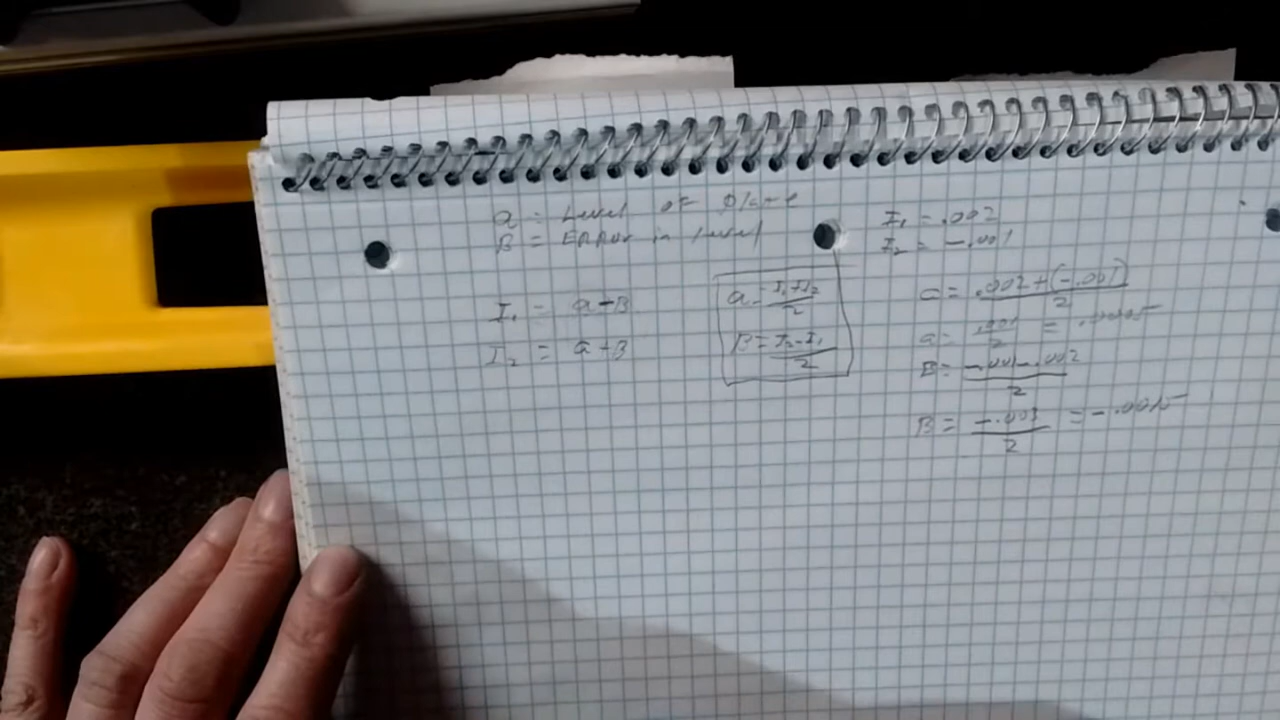 a = Level of Plane
B = Error in Level
I₁ = a-B
I₂ = a+B
a = I₁+I₂/2
B = I₂-I₁/2
I₁ = .002
I₂ = -.001
a = .002+(-.001)/2
a = .001/2 = .0005
B = -.001-.002/2
B = -.003/2 = -.0015